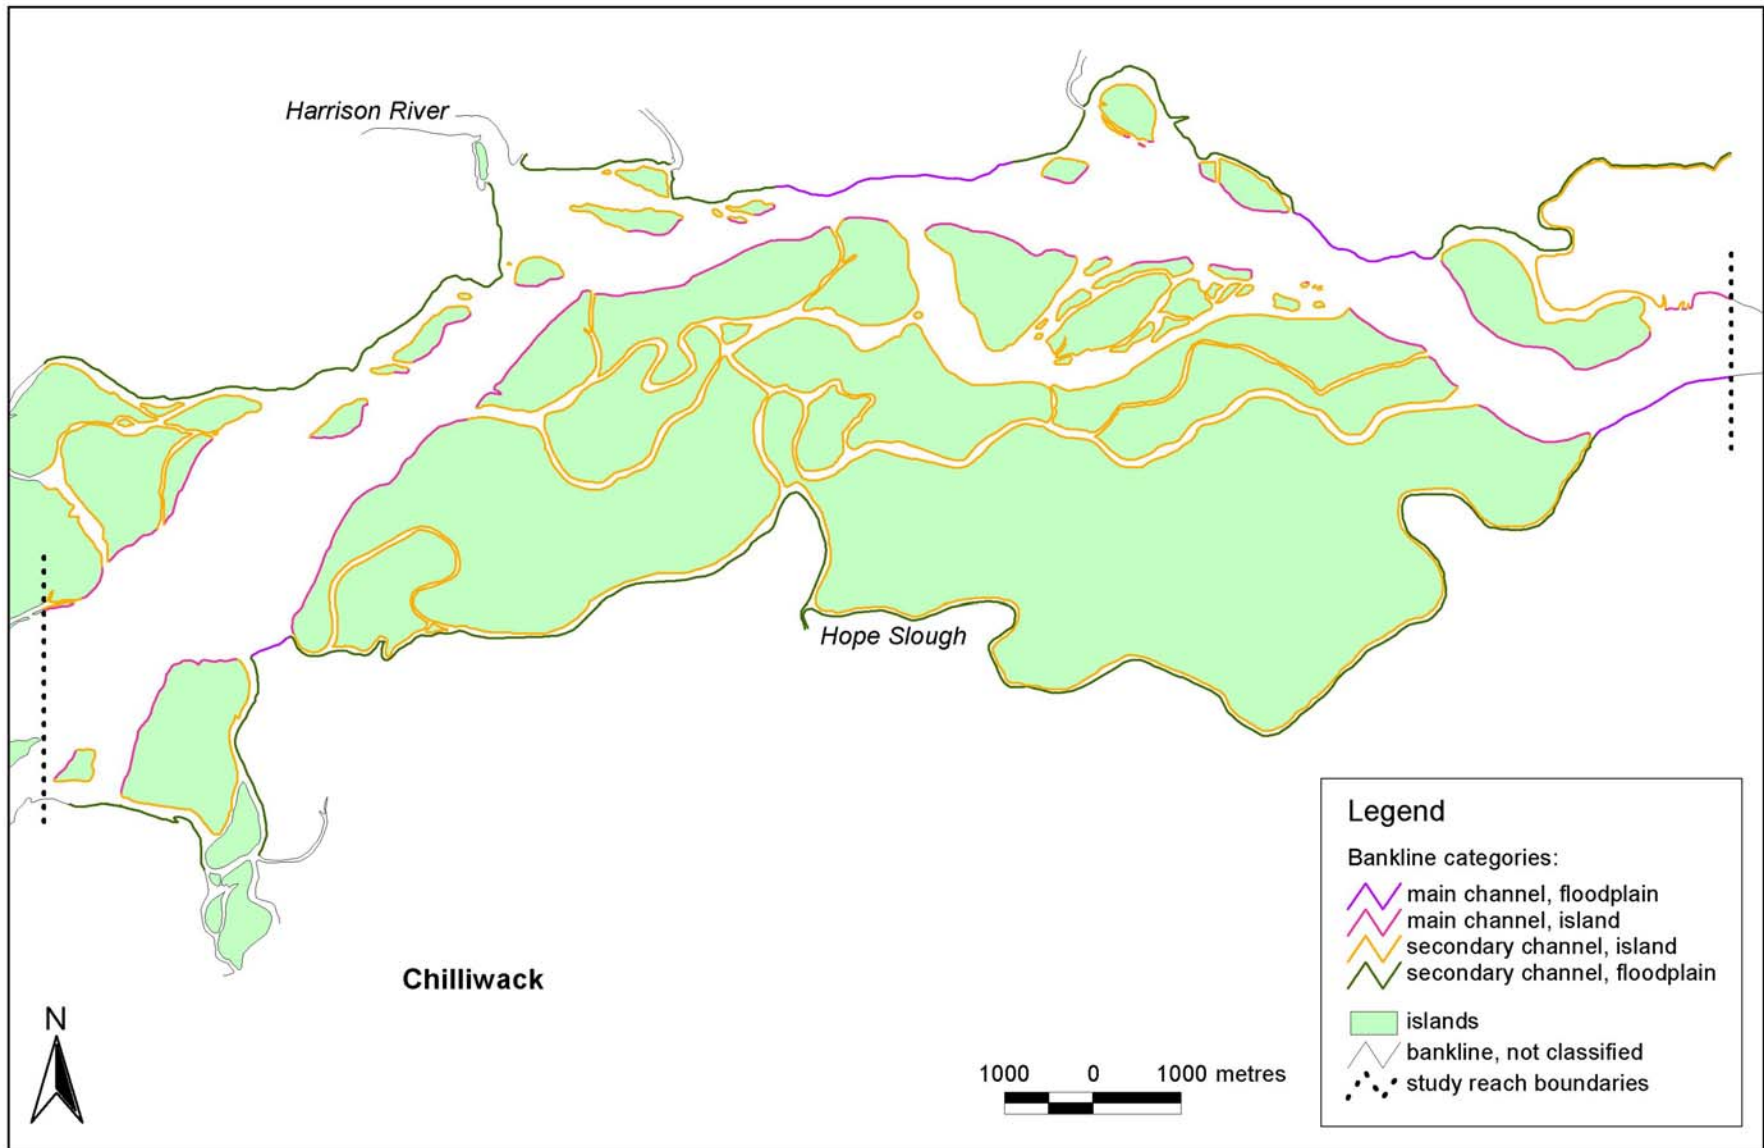 Harrison River
Hope Slough
Chilliwack
N
1000 0 1000 metres
Legend
Bankline categories:
main channel, floodplain
main channel, island
secondary channel, island
secondary channel, floodplain
islands
bankline, not classified
study reach boundaries